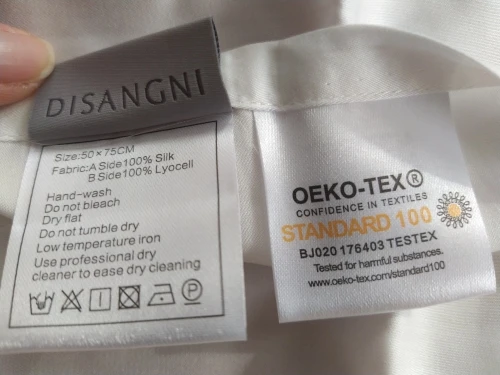 DISANGNI
Size:50×75CM
Fabric:A Side100% Silk
B Side100% Lyocell
Hand-wash
Do not bleach
Dry flat
Do not tumble dry
Low temperature iron
Use professional dry
cleaner to ease dry cleaning
P
OEKO-TEX®
CONFIDENCE IN TEXTILES
STANDARD 100
BJ020 176403 TESTEX
Tested for harmful substances.
www.oeko-tex.com/standard100